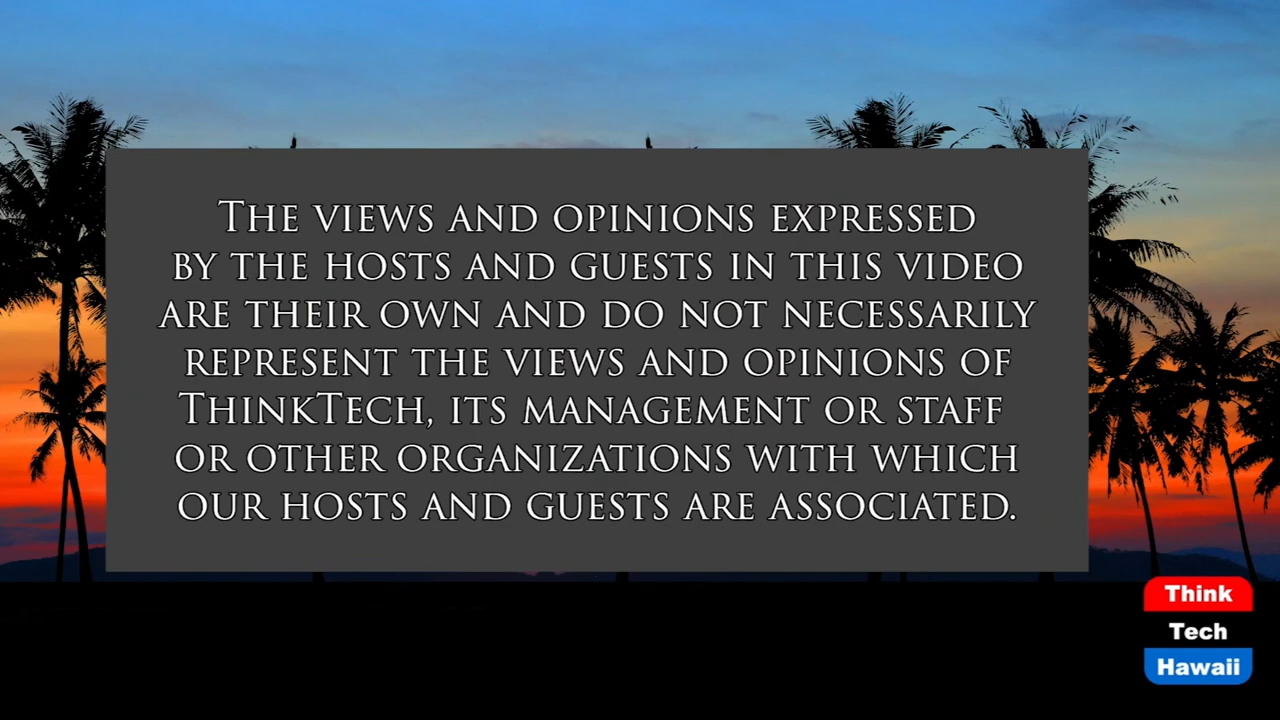 The views and opinions expressed
by the hosts and guests in this video
are their own and do not necessarily
represent the views and opinions of
ThinkTech, its management or staff
or other organizations with which
our hosts and guests are associated.
Think
Tech
Hawaii